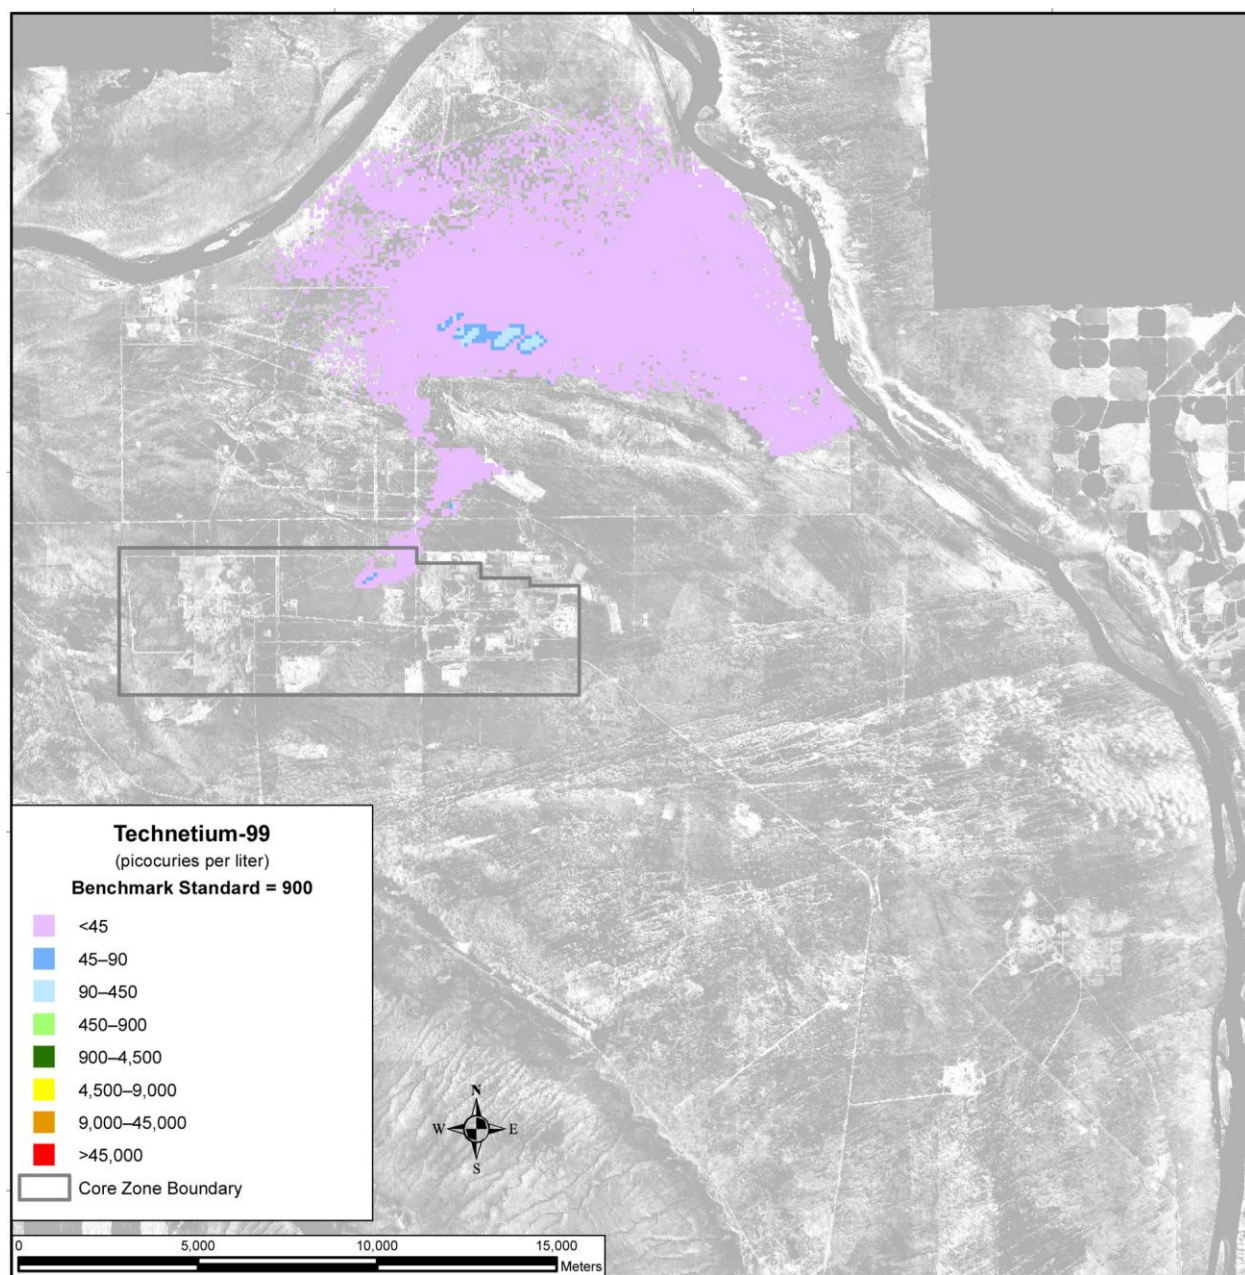 Technetium-99
(picocuries per liter)
Benchmark Standard = 900
<45
45–90
90–450
450–900
900–4,500
4,500–9,000
9,000–45,000
>45,000
Core Zone Boundary
N
W E
S
0 5,000 10,000 15,000
Meters